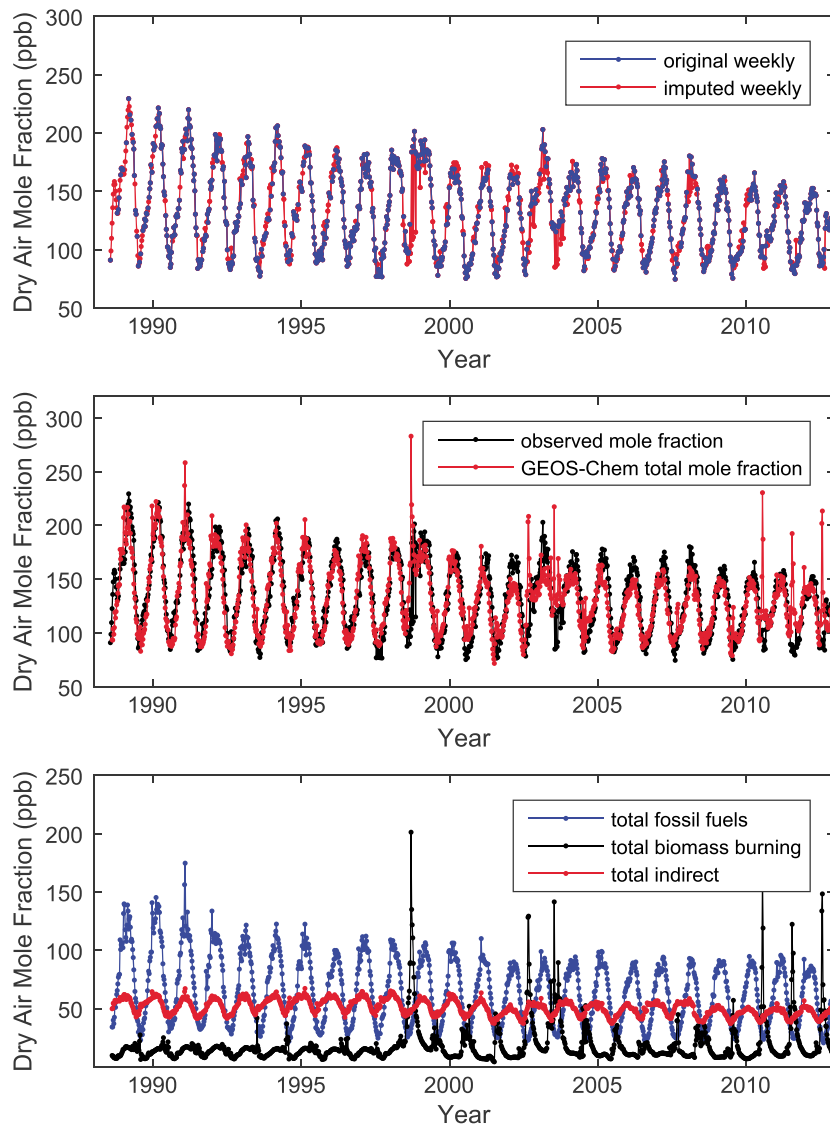 300
250
200
150
100
50
Dry Air Mole Fraction (ppb)
original weekly
imputed weekly
1990 1995 2000 2005 2010
Year
300
250
200
150
100
50
Dry Air Mole Fraction (ppb)
observed mole fraction
GEOS-Chem total mole fraction
1990 1995 2000 2005 2010
Year
250
200
150
100
50
Dry Air Mole Fraction (ppb)
total fossil fuels
total biomass burning
total indirect
1990 1995 2000 2005 2010
Year